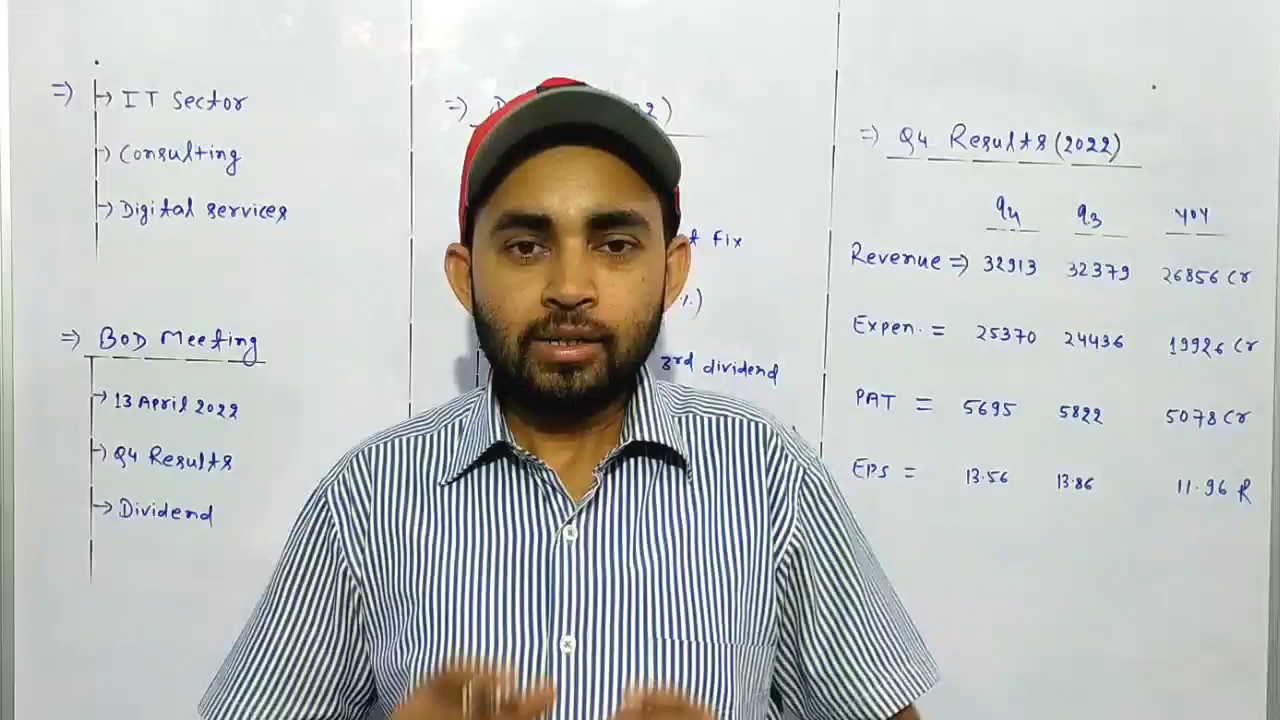 => → IT Sector
→ Consulting
→ Digital services
=> BOD Meeting
→ 13 April 2022
→ Q4 Results
→ Dividend
=>
Fix
%)
3rd dividend
=> Q4 Results (2022)
q4 q3 YOY
Revenue => 32913 32379 26856 Cr
Expen. = 25370 24436 19926 Cr
PAT = 5695 5822 5078 Cr
EPS = 13.56 13.86 11.96 R